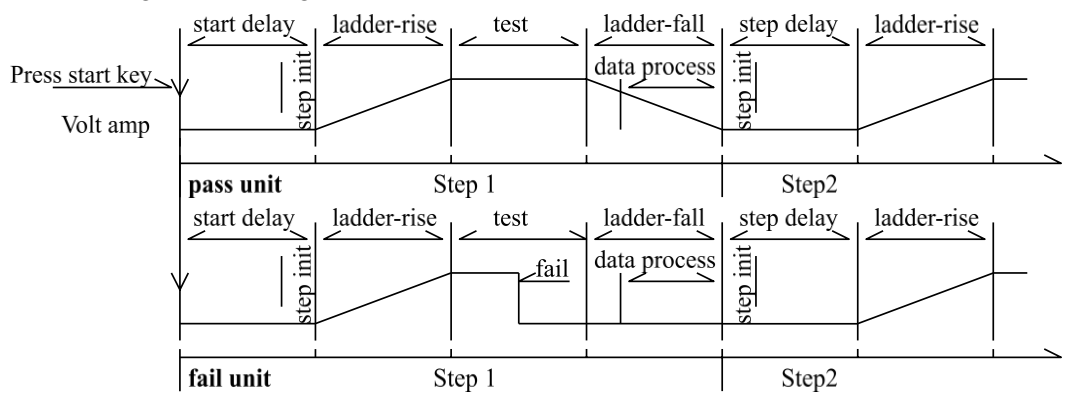 start delay ladder-rise test ladder-fall step delay ladder-rise
step init data process step init
Press start key
Volt amp
pass unit Step 1 Step2
start delay ladder-rise test ladder-fall step delay ladder-rise
step init fail data process step init
fail unit Step 1 Step2